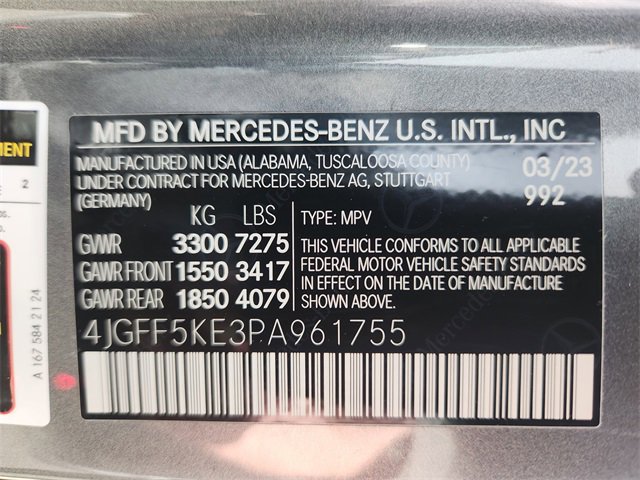 MFD BY MERCEDES-BENZ U.S. INTL., INC
MANUFACTURED IN USA (ALABAMA, TUSCALOOSA COUNTY)
UNDER CONTRACT FOR MERCEDES-BENZ AG, STUTTGART
(GERMANY)
03/23
992
KG LBS
GWR 3300 7275
GAWR FRONT 1550 3417
GAWR REAR 1850 4079
TYPE: MPV
THIS VEHICLE CONFORMS TO ALL APPLICABLE
FEDERAL MOTOR VEHICLE SAFETY STANDARDS
IN EFFECT ON THE DATE OF MANUFACTURE
SHOWN ABOVE.
4JGFF5KE3PA961755
2
A 167 584 21 24